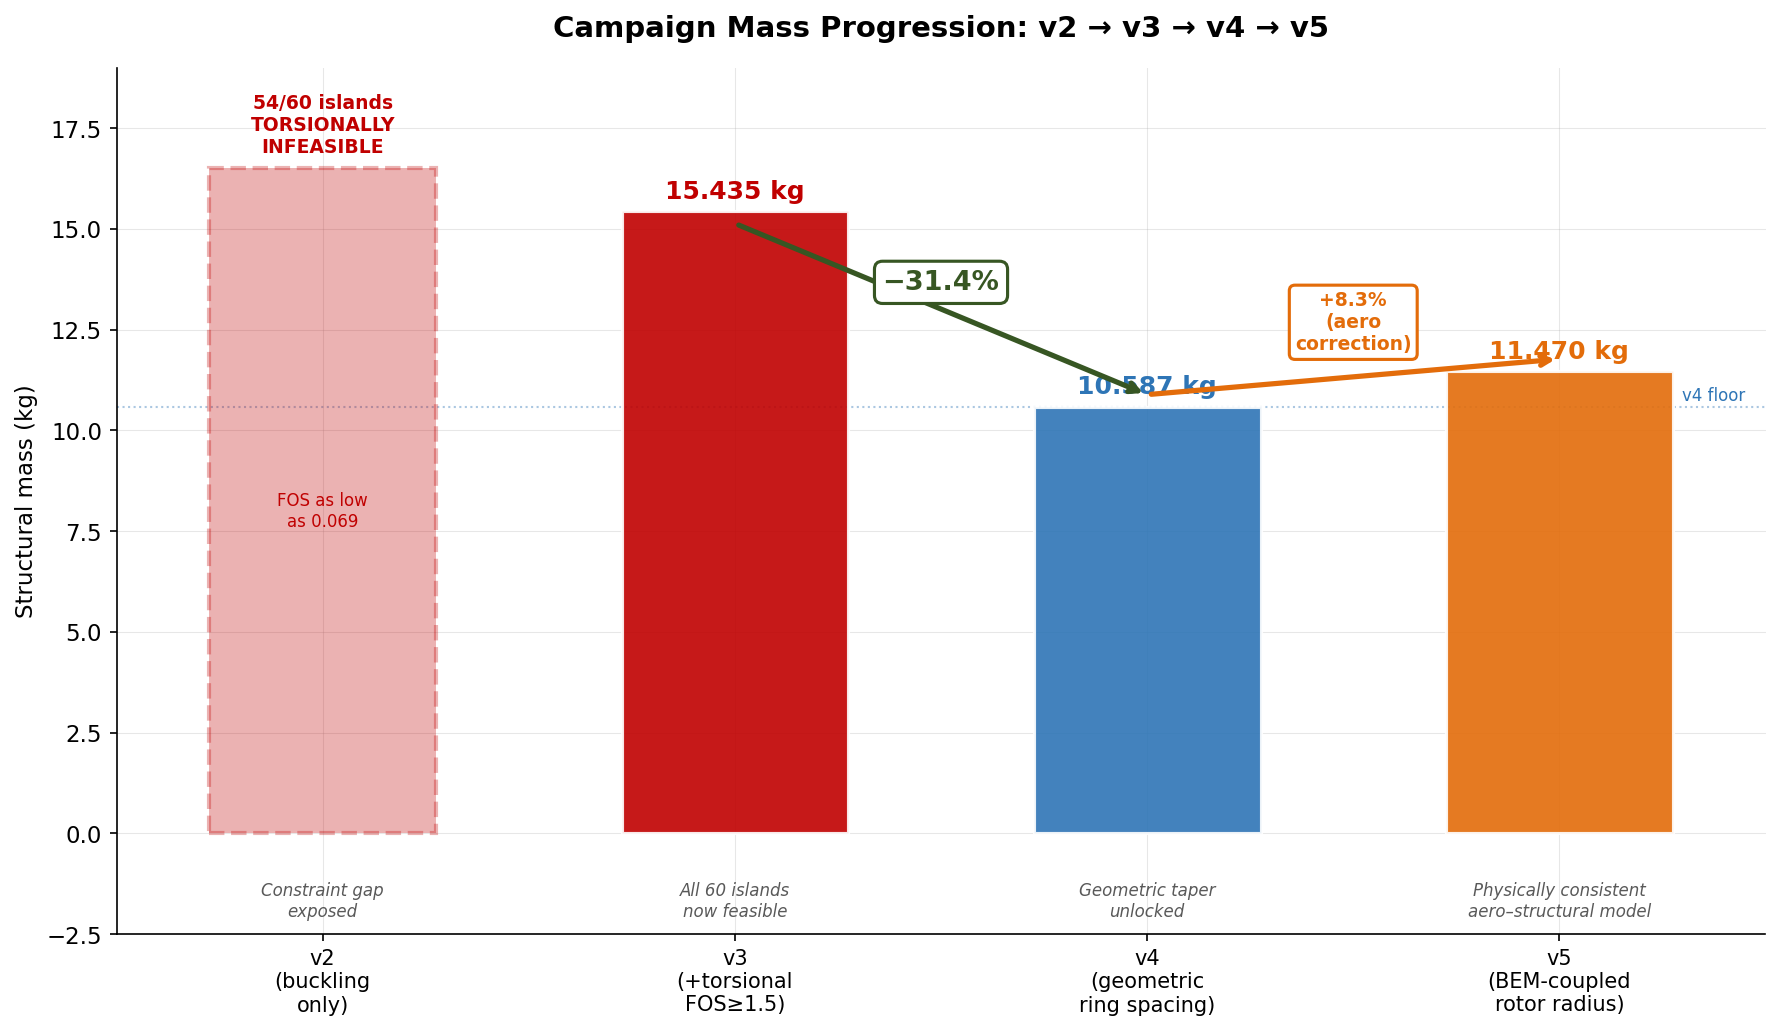 Campaign Mass Progression: v2 → v3 → v4 → v5
Structural mass (kg)
17.5
15.0
12.5
10.0
7.5
5.0
2.5
0.0
−2.5
54/60 islands
TORSIONALLY
INFEASIBLE
FOS as low
as 0.069
15.435 kg
−31.4%
10.587 kg
+8.3%
(aero
correction)
11.470 kg
v4 floor
Constraint gap
exposed
All 60 islands
now feasible
Geometric taper
unlocked
Physically consistent
aero–structural model
v2
(buckling
only)
v3
(+torsional
FOS≥1.5)
v4
(geometric
ring spacing)
v5
(BEM-coupled
rotor radius)